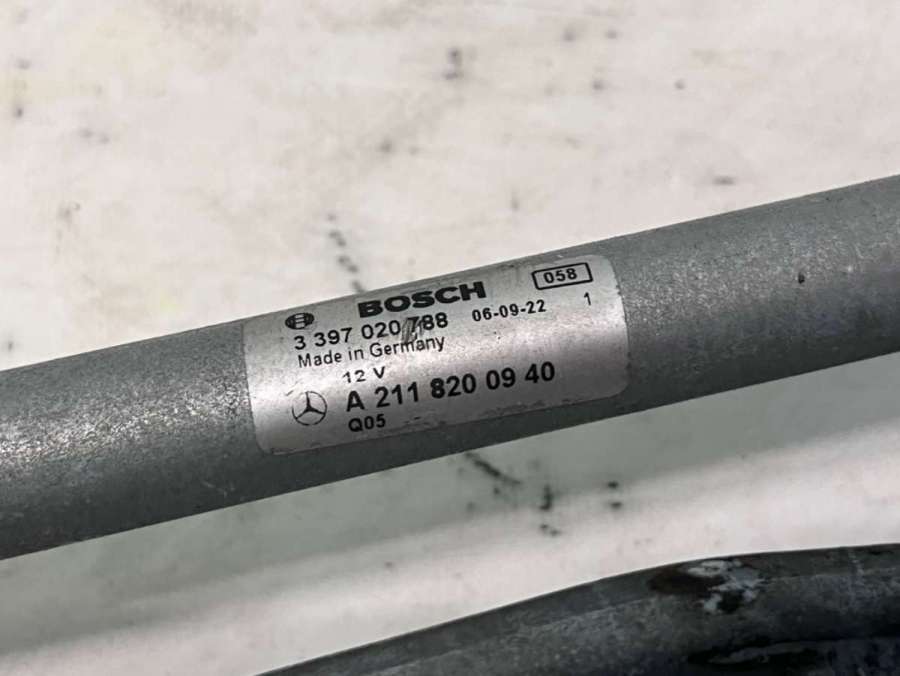 BOSCH 058
3 397 020 788 06-09-22 1
Made in Germany
12 V
A 211 820 09 40
Q05